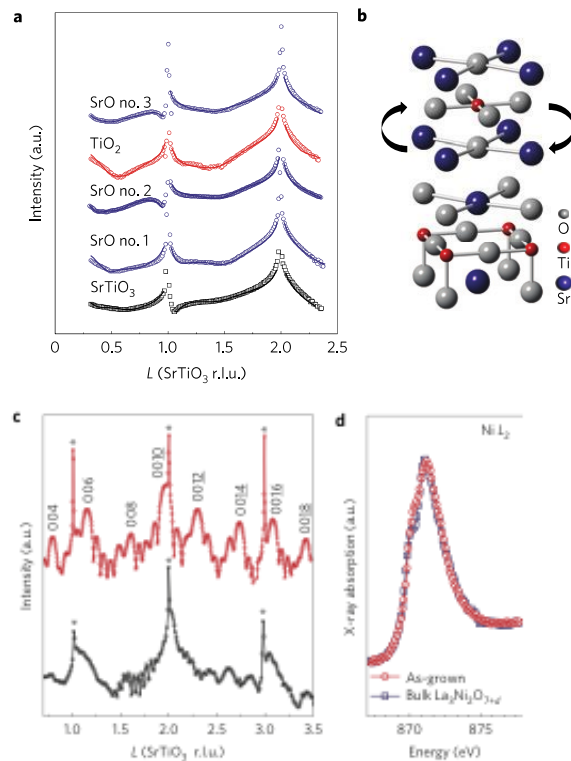 a
SrO no. 3
TiO2
SrO no. 2
SrO no. 1
SrTiO3
Intensity (a.u.)
0 0.5 1.0 1.5 2.0 2.5
L (SrTiO3 r.l.u.)
b
O
Ti
Sr
c
* * *
004 006 008 0010 0012 0014 0016 0018
* * *
Intensity (a.u.)
1.0 1.5 2.0 2.5 3.0 3.5
L (SrTiO3 r.l.u.)
d
Ni L2
X-ray absorption (a.u.)
As-grown
Bulk La3Ni2O7+d
870 875
Energy (eV)